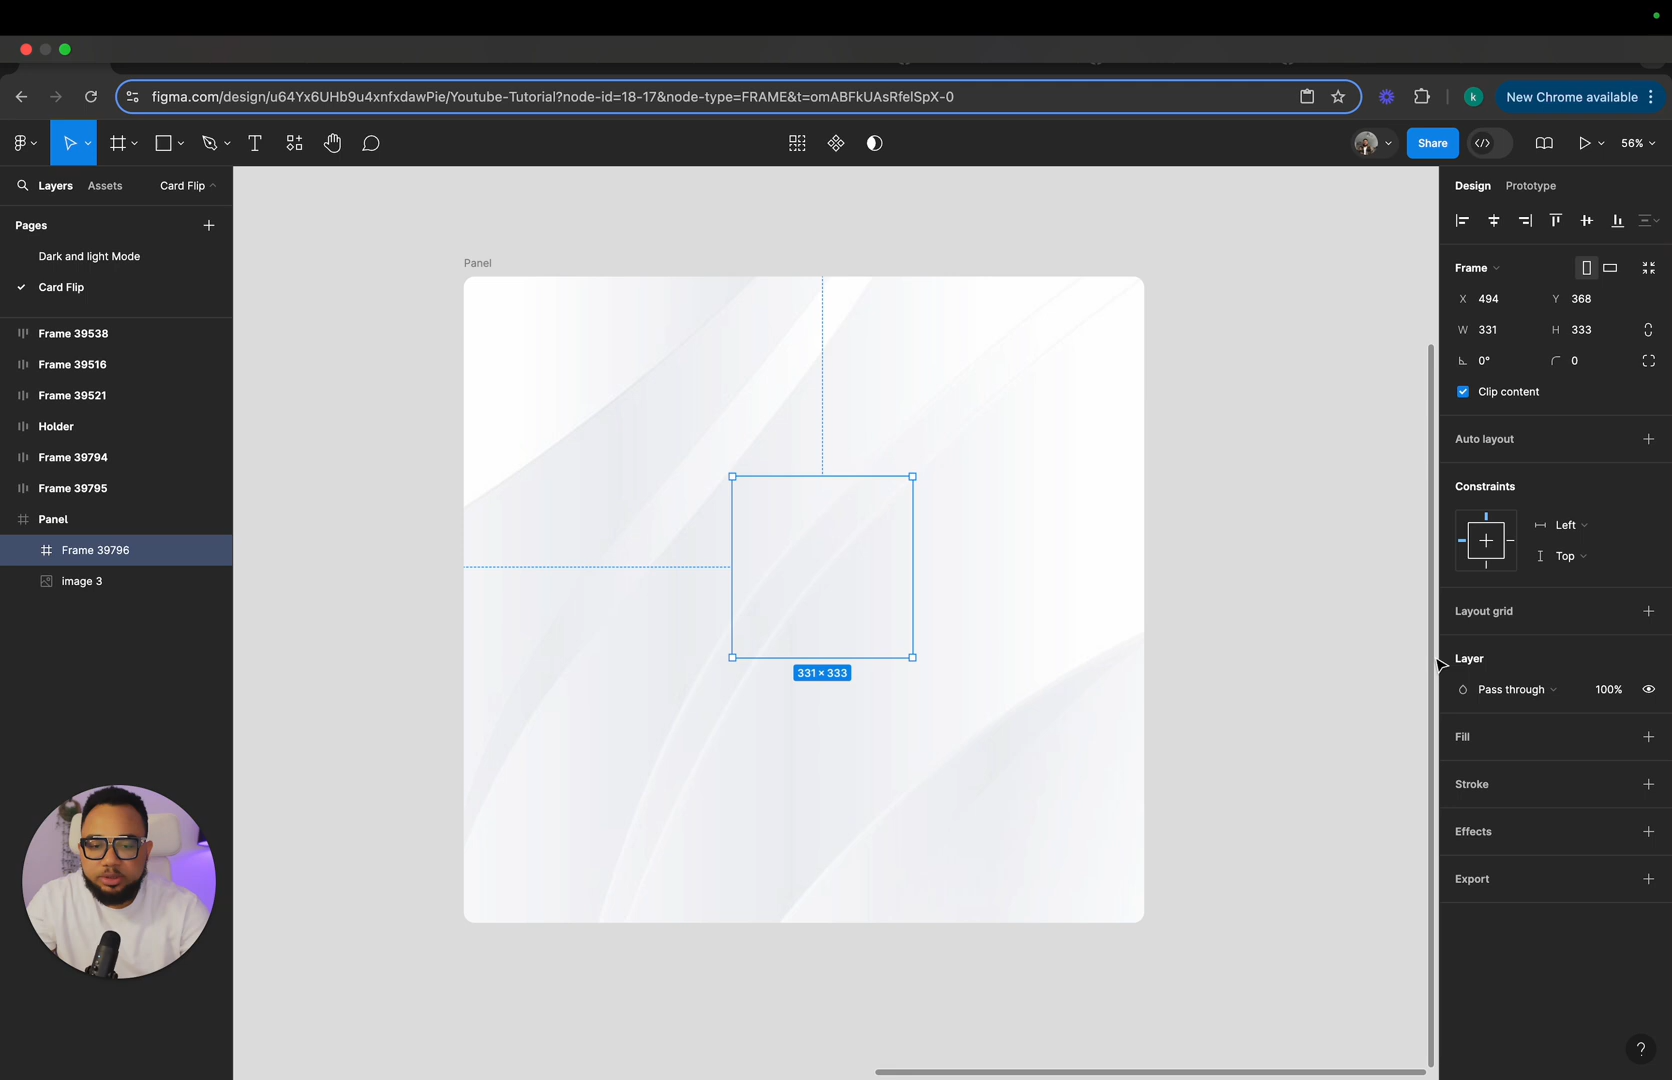 figma.com/design/u64Yx6UHb9u4xnfxdawPie/Youtube-Tutorial?node-id=18-17&node-type=FRAME&t=omABFkUAsRfelSpX-0
k
New Chrome available
T
Share
56%
Layers
Assets
Card Flip
Pages
Dark and light Mode
Card Flip
Frame 39538
Frame 39516
Frame 39521
Holder
Frame 39794
Frame 39795
Panel
Frame 39796
image 3
Panel
331 × 333
Design
Prototype
Frame
X 494
Y 368
W 331
H 333
0°
0
Clip content
Auto layout
Constraints
Left
Top
Layout grid
Layer
Pass through
100%
Fill
Stroke
Effects
Export
?